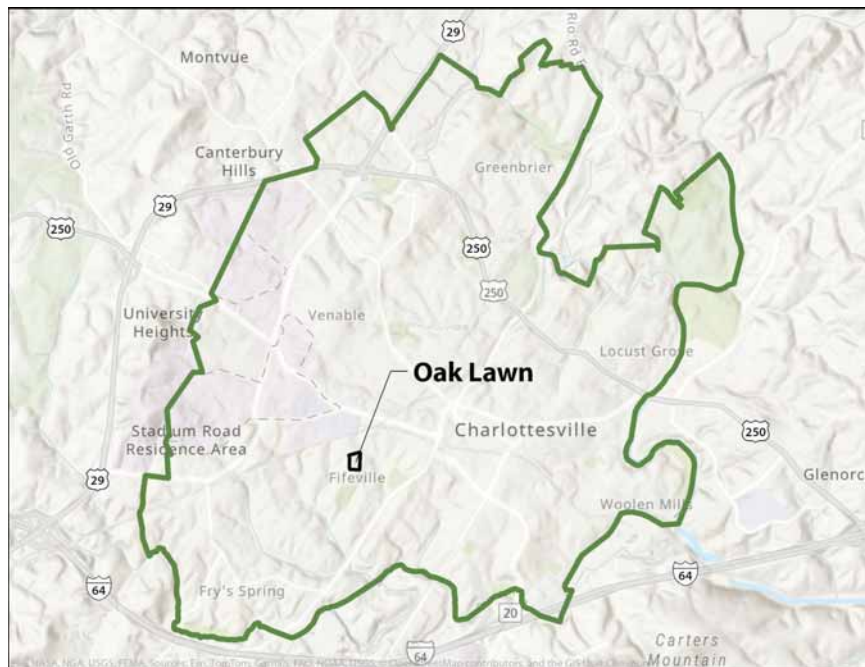 29
Rio Rd E
Montvue
Old Garth Rd
Canterbury
Hills
Greenbrier
29
250
250
250
University
Heights
Venable
Locust Grove
Oak Lawn
Stadium Road
Residence Area
Charlottesville
250
29
Fifeville
Glenorc
Woolen Mills
64
64
Fry's Spring
20
64
Carters
Mountain